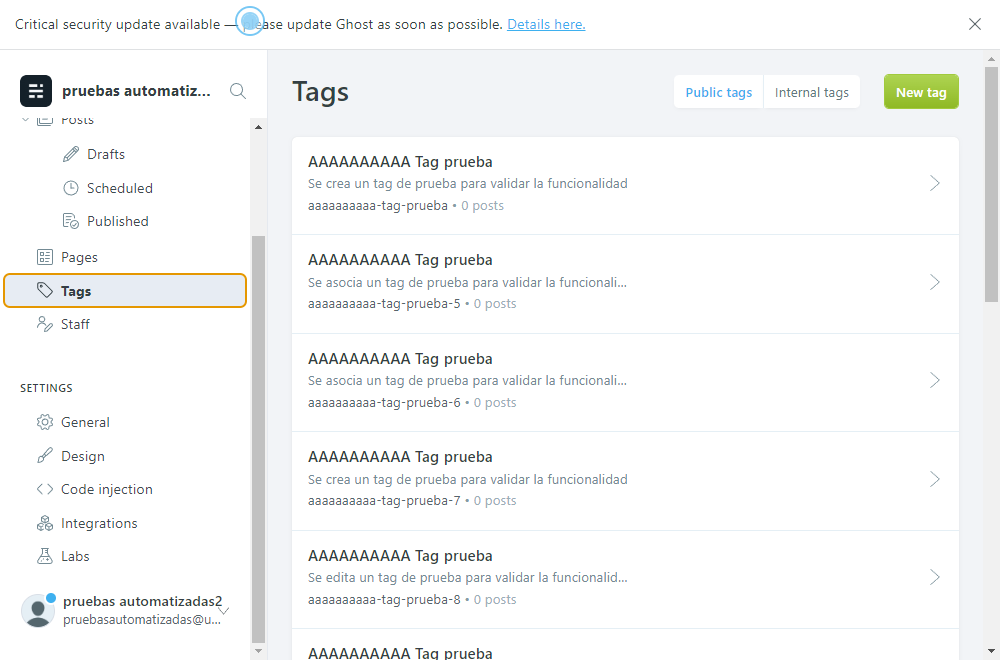 Critical security update available — please update Ghost as soon as possible. Details here.
pruebas automatiz...
Posts
Drafts
Scheduled
Published
Pages
Tags
Staff
SETTINGS
General
Design
Code injection
Integrations
Labs
pruebas automatizadas2
pruebasautomatizadas@u...
Tags
Public tags
Internal tags
New tag
AAAAAAAAAA Tag prueba
Se crea un tag de prueba para validar la funcionalidad
aaaaaaaaaa-tag-prueba • 0 posts
AAAAAAAAAA Tag prueba
Se asocia un tag de prueba para validar la funcionali...
aaaaaaaaaa-tag-prueba-5 • 0 posts
AAAAAAAAAA Tag prueba
Se asocia un tag de prueba para validar la funcionali...
aaaaaaaaaa-tag-prueba-6 • 0 posts
AAAAAAAAAA Tag prueba
Se crea un tag de prueba para validar la funcionalidad
aaaaaaaaaa-tag-prueba-7 • 0 posts
AAAAAAAAAA Tag prueba
Se edita un tag de prueba para validar la funcionalid...
aaaaaaaaaa-tag-prueba-8 • 0 posts
AAAAAAAAAA Tag prueba